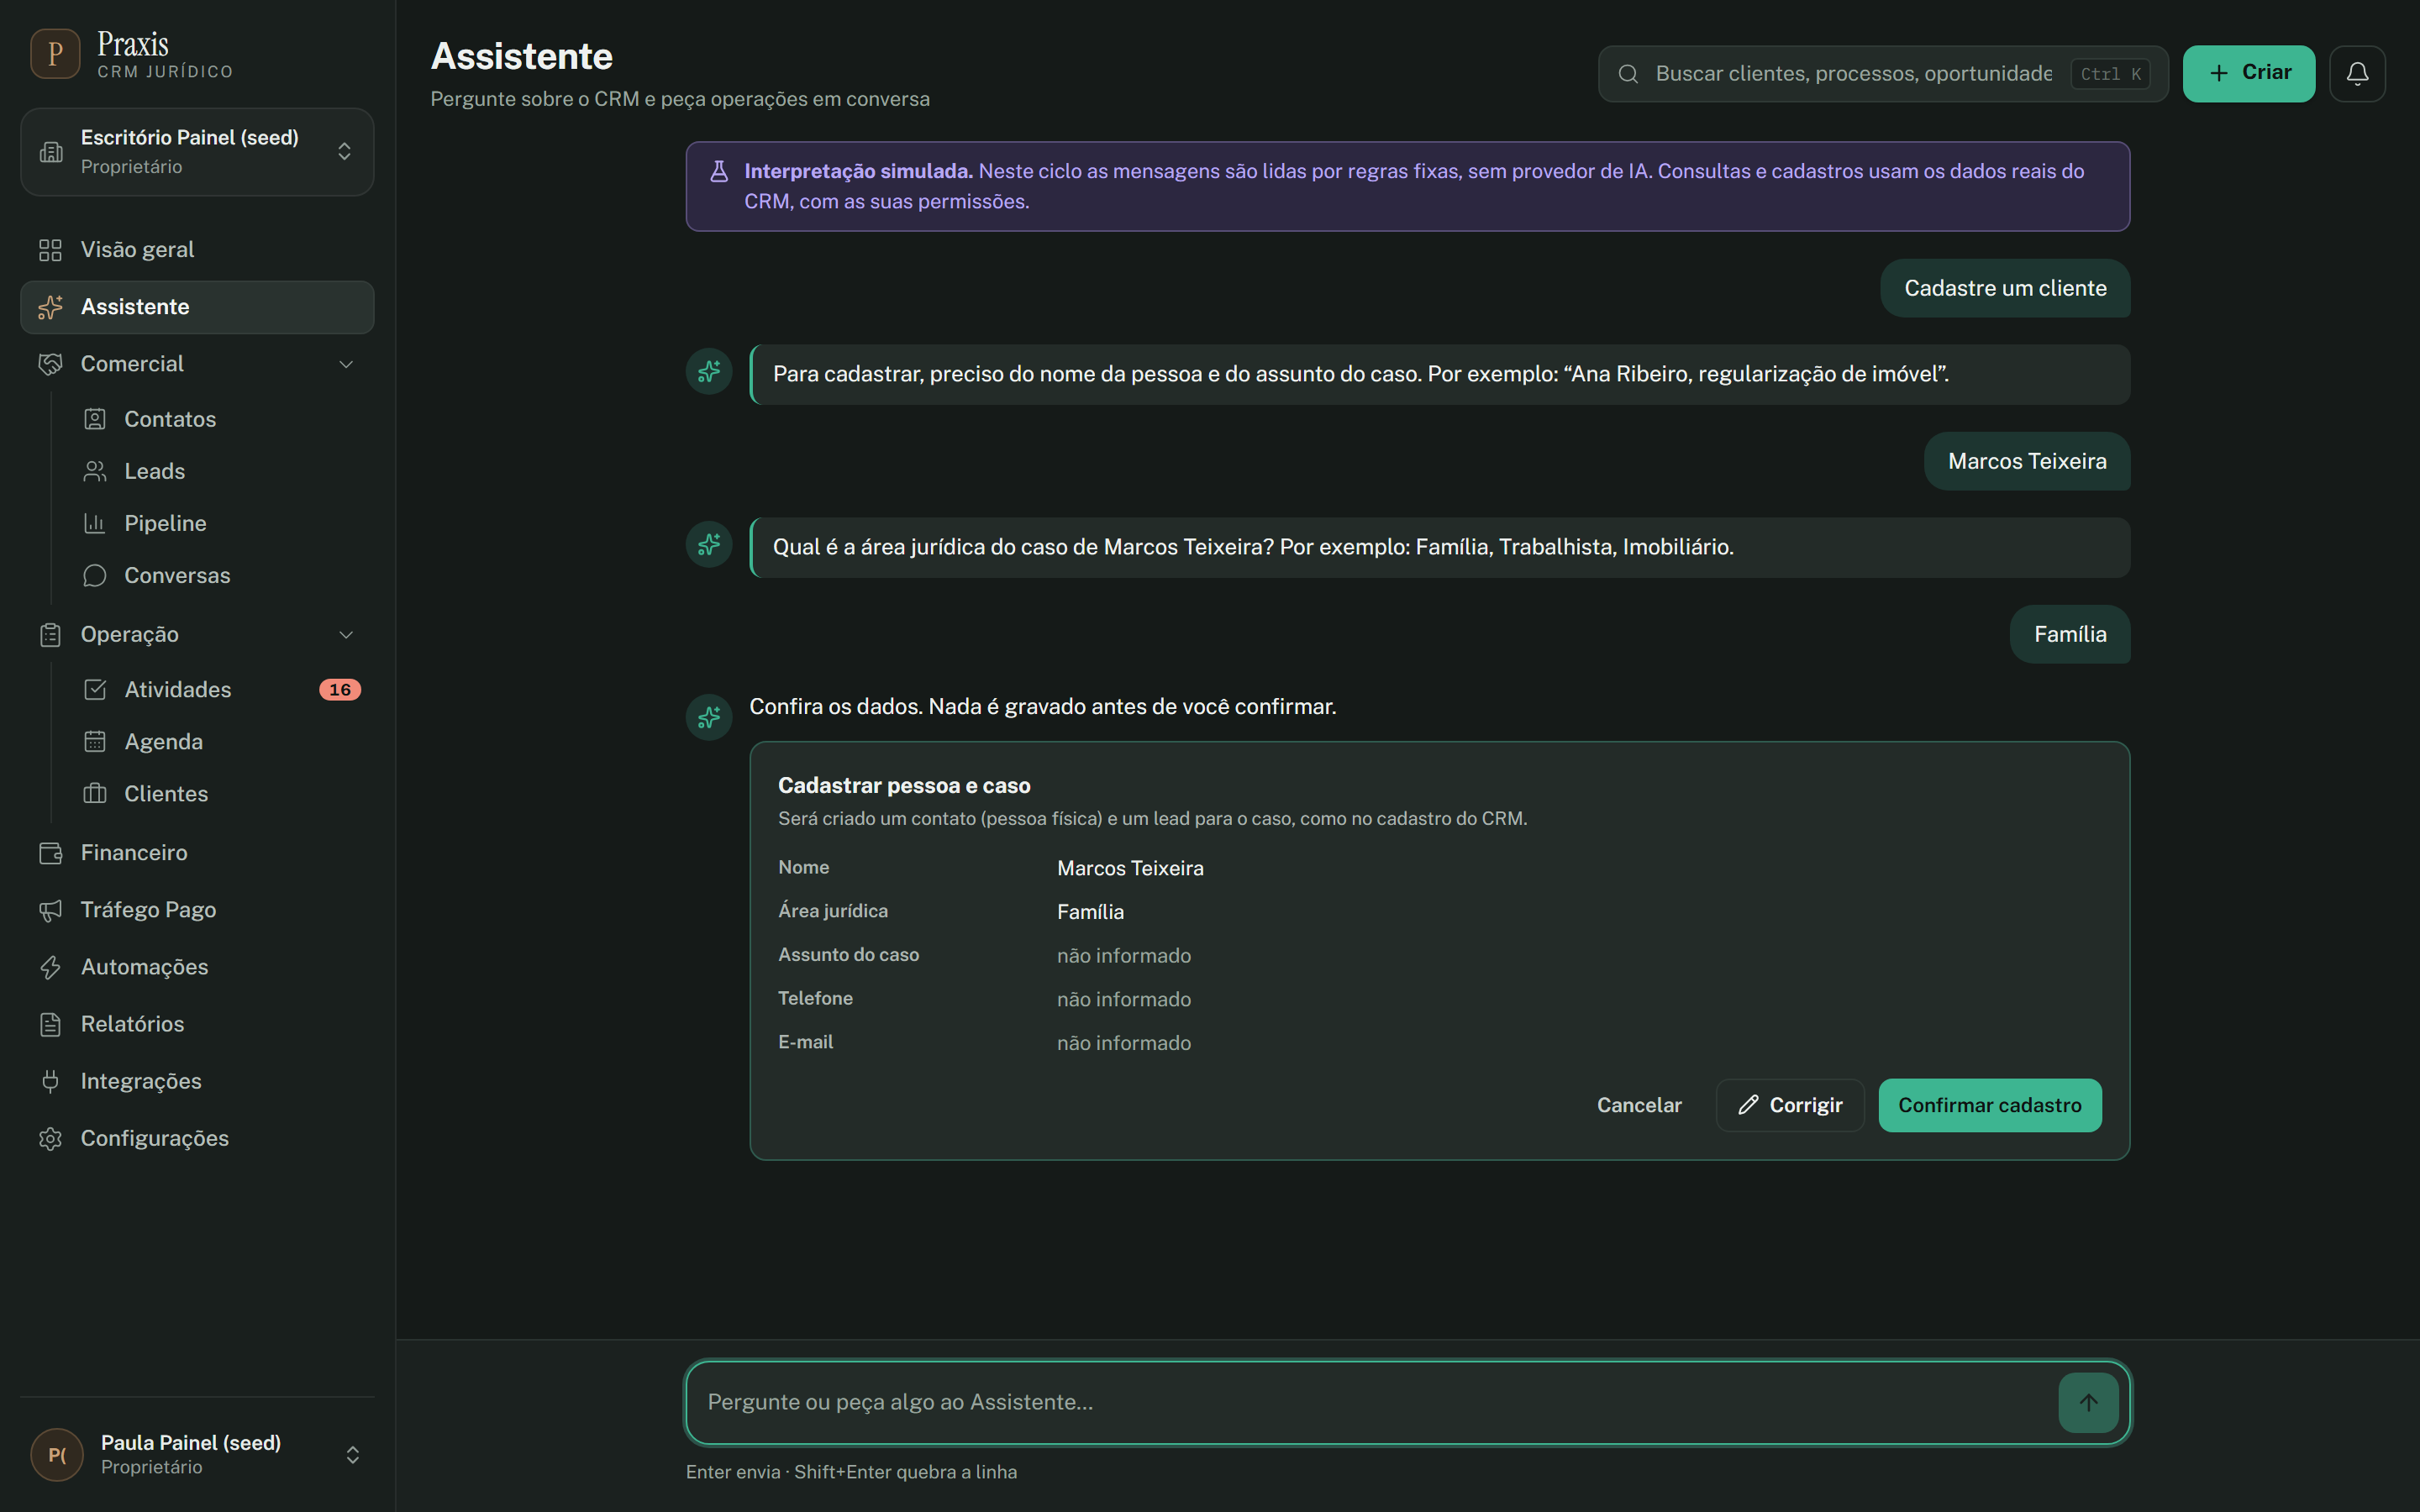 P
Praxis
CRM JURÍDICO
Escritório Painel (seed)
Proprietário
Visão geral
Assistente
Comercial
Contatos
Leads
Pipeline
Conversas
Operação
Atividades
16
Agenda
Clientes
Financeiro
Tráfego Pago
Automações
Relatórios
Integrações
Configurações
P(
Paula Painel (seed)
Proprietário
Assistente
Pergunte sobre o CRM e peça operações em conversa
Buscar clientes, processos, oportunidade
Ctrl K
Criar
Interpretação simulada. Neste ciclo as mensagens são lidas por regras fixas, sem provedor de IA. Consultas e cadastros usam os dados reais do
CRM, com as suas permissões.
Cadastre um cliente
Para cadastrar, preciso do nome da pessoa e do assunto do caso. Por exemplo: “Ana Ribeiro, regularização de imóvel”.
Marcos Teixeira
Qual é a área jurídica do caso de Marcos Teixeira? Por exemplo: Família, Trabalhista, Imobiliário.
Família
Confira os dados. Nada é gravado antes de você confirmar.
Cadastrar pessoa e caso
Será criado um contato (pessoa física) e um lead para o caso, como no cadastro do CRM.
Nome Marcos Teixeira
Área jurídica Família
Assunto do caso não informado
Telefone não informado
E-mail não informado
Cancelar
Corrigir
Confirmar cadastro
Pergunte ou peça algo ao Assistente...
Enter envia · Shift+Enter quebra a linha